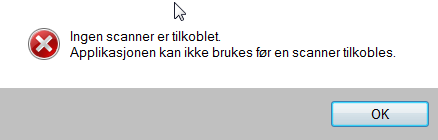 Ingen scanner er tilkoblet.
Applikasjonen kan ikke brukes før en scanner tilkobles.
OK